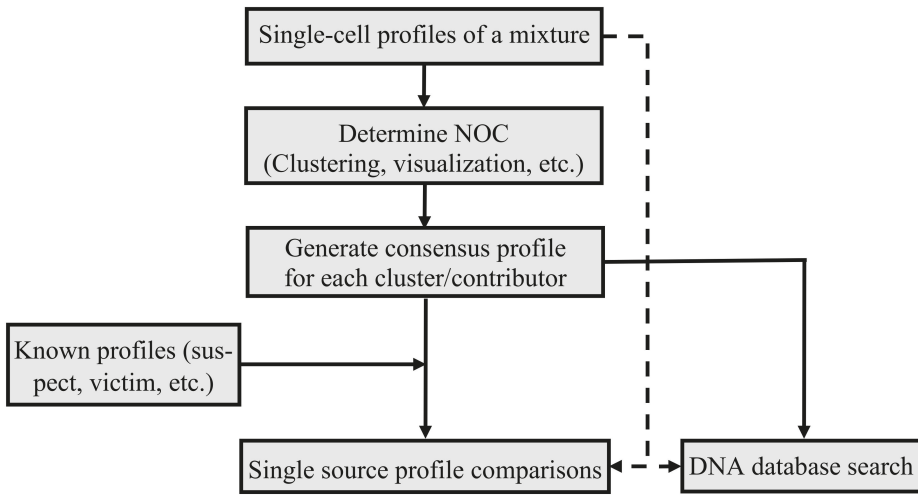 Single-cell profiles of a mixture
Determine NOC
(Clustering, visualization, etc.)
Generate consensus profile
for each cluster/contributor
Known profiles (sus-
pect, victim, etc.)
Single source profile comparisons
DNA database search